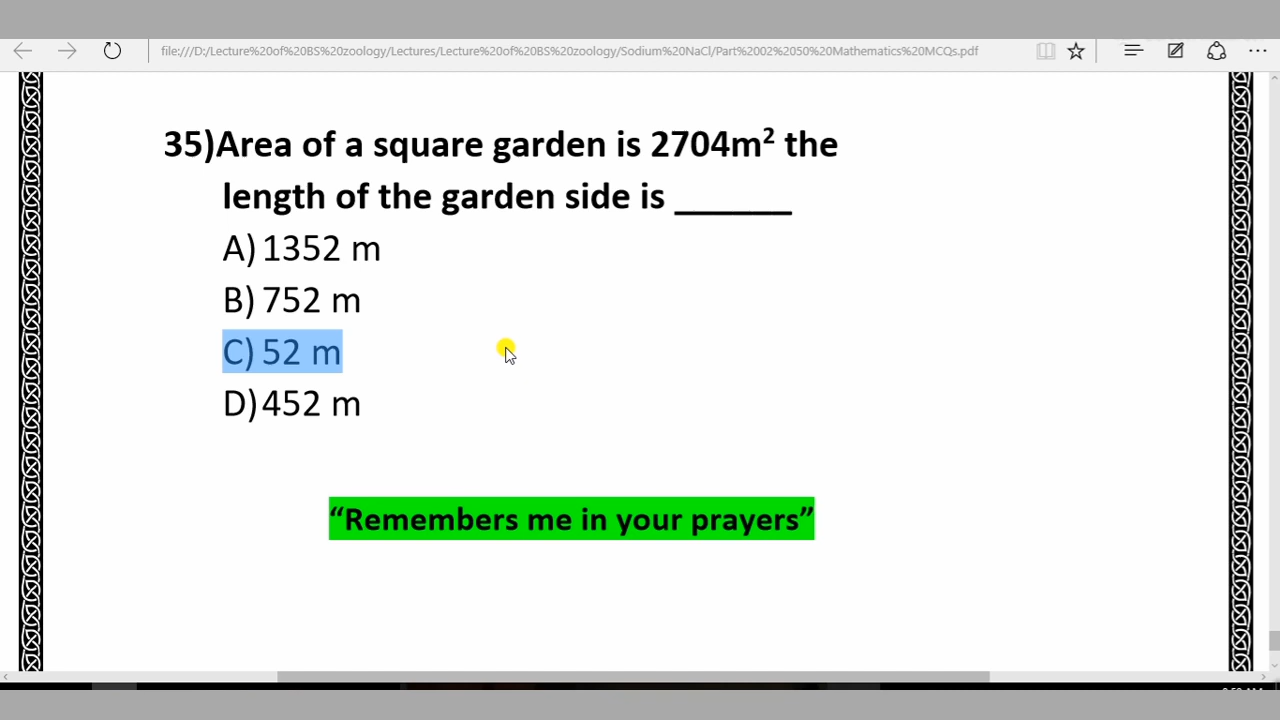 file:///D:/Lecture%20of%20BS%20zoology/Lectures/Lecture%20of%20BS%20zoology/Sodium%20NaCl/Part%2002%2050%20Mathematics%20MCQs.pdf
35)Area of a square garden is 2704m² the
length of the garden side is ______
A) 1352 m
B) 752 m
C) 52 m
D) 452 m
“Remembers me in your prayers”